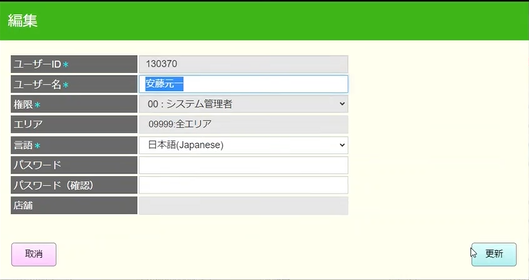 編集
ユーザーID* 130370
ユーザー名* 安藤元一
権限* 00 : システム管理者
エリア 09999:全エリア
言語* 日本語(Japanese)
パスワード
パスワード（確認）
店舗
取消 更新